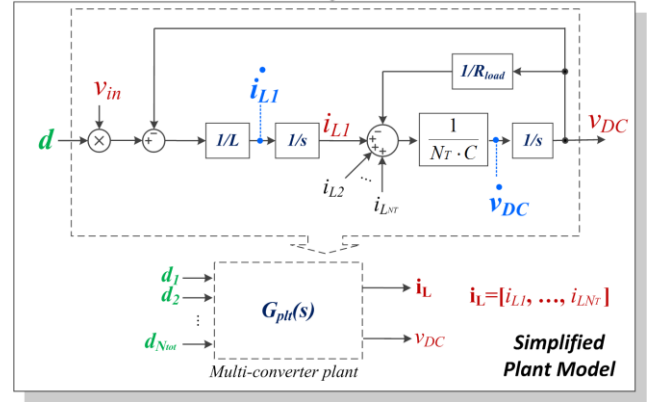 1/R_load
v_in
i_L1
i_L1
v_DC
d
×
−
+
1/L
1/s
−
+
+
+
1
N_T · C
1/s
i_L2
...
i_LNT
v_DC
d_1
d_2
⋮
d_Ntot
G_plt(s)
i_L
v_DC
i_L=[i_L1, ..., i_LNT]
Multi-converter plant
Simplified
Plant Model